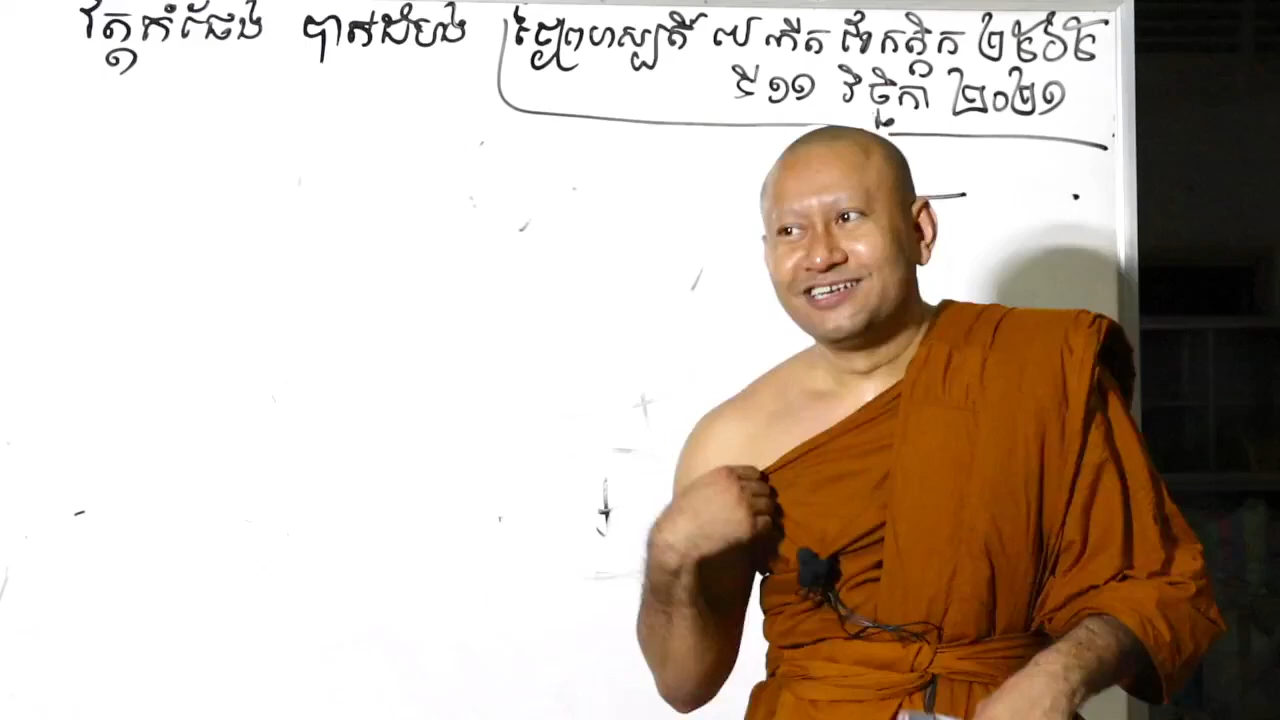 វត្តកំផែង បាត់ដំបង ថ្ងៃព្រហស្បតិ៍ ៧ កើត ខែកត្តិក ២៥៦៥
ទី១១ វិច្ឆិកា ២០២១